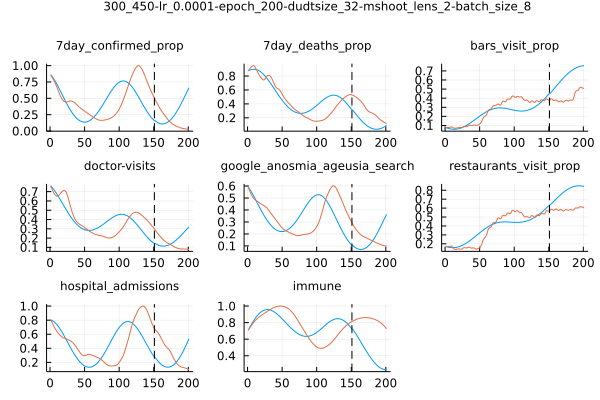 300_450-lr_0.0001-epoch_200-dudtsize_32-mshoot_lens_2-batch_size_8
7day_confirmed_prop
1.00
0.75
0.50
0.25
0.00
0 50 100 150 200
7day_deaths_prop
0.8
0.6
0.4
0.2
0 50 100 150 200
bars_visit_prop
0.7
0.6
0.5
0.4
0.3
0.2
0.1
0 50 100 150 200
doctor-visits
0.7
0.6
0.5
0.4
0.3
0.2
0.1
0 50 100 150 200
google_anosmia_ageusia_search
0.6
0.5
0.4
0.3
0.2
0.1
0 50 100 150 200
restaurants_visit_prop
0.8
0.6
0.4
0.2
0 50 100 150 200
hospital_admissions
1.0
0.8
0.6
0.4
0.2
0 50 100 150 200
immune
1.0
0.8
0.6
0.4
0 50 100 150 200